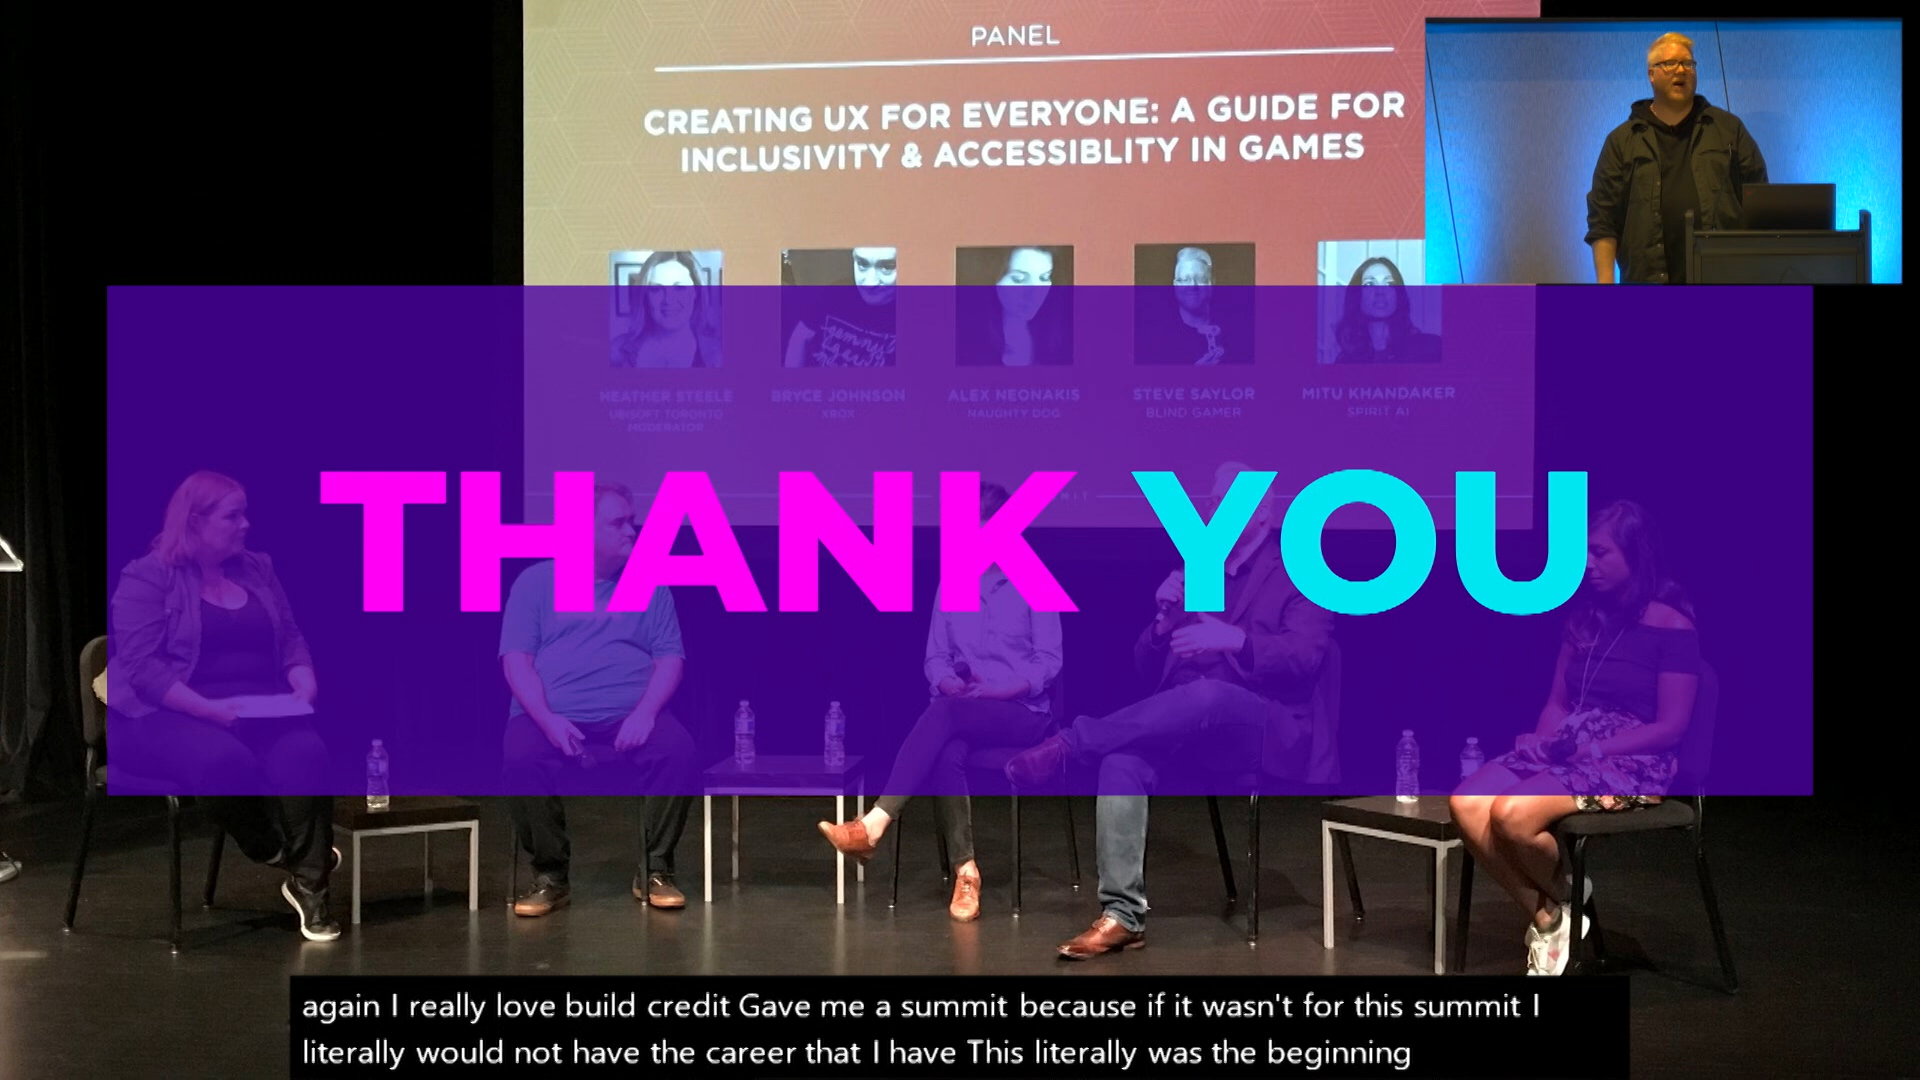 PANEL
CREATING UX FOR EVERYONE: A GUIDE FOR
INCLUSIVITY & ACCESSIBLITY IN GAMES
HEATHER STEELE
UBISOFT TORONTO
MODERATOR
BRYCE JOHNSON
XBOX
ALEX NEONAKIS
NAUGHTY DOG
STEVE SAYLOR
BLIND GAMER
MITU KHANDAKER
SPIRIT AI
THANK YOU
again I really love build credit Gave me a summit because if it wasn't for this summit I
literally would not have the career that I have This literally was the beginning